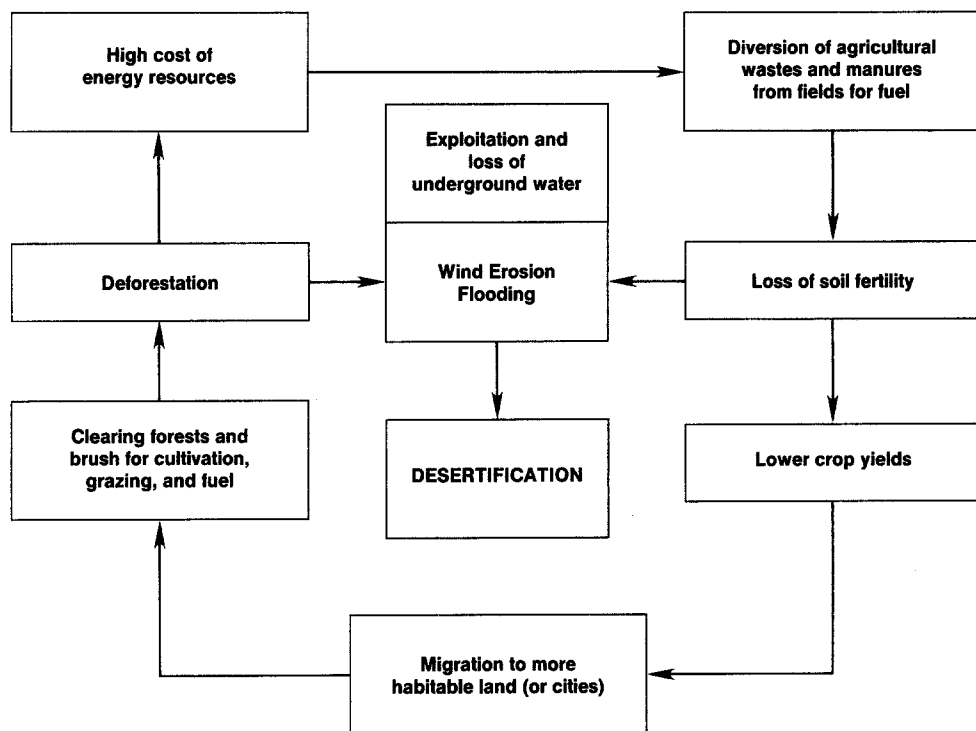 High cost of
energy resources
Diversion of agricultural
wastes and manures
from fields for fuel
Exploitation and
loss of
underground water
Deforestation
Wind Erosion
Flooding
Loss of soil fertility
Clearing forests and
brush for cultivation,
grazing, and fuel
DESERTIFICATION
Lower crop yields
Migration to more
habitable land (or cities)